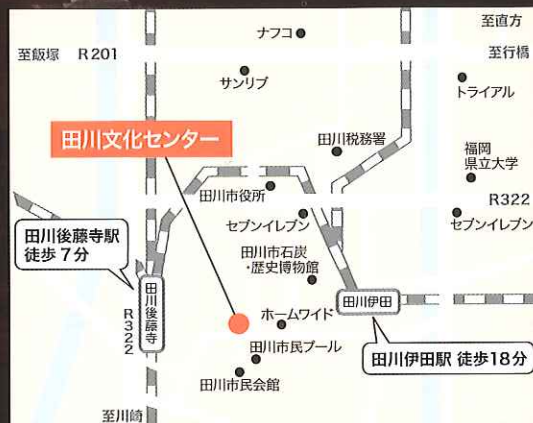 ナフコ
至直方
至飯塚 R201
至行橋
サンリブ
トライアル
田川文化センター
田川税務署
福岡
県立大学
田川市役所
R322
セブンイレブン
セブンイレブン
田川後藤寺駅
徒歩7分
田川市石炭
・歴史博物館
田川後藤寺
田川伊田
R322
ホームワイド
田川市民プール
田川伊田駅 徒歩18分
田川市民会館
至川崎